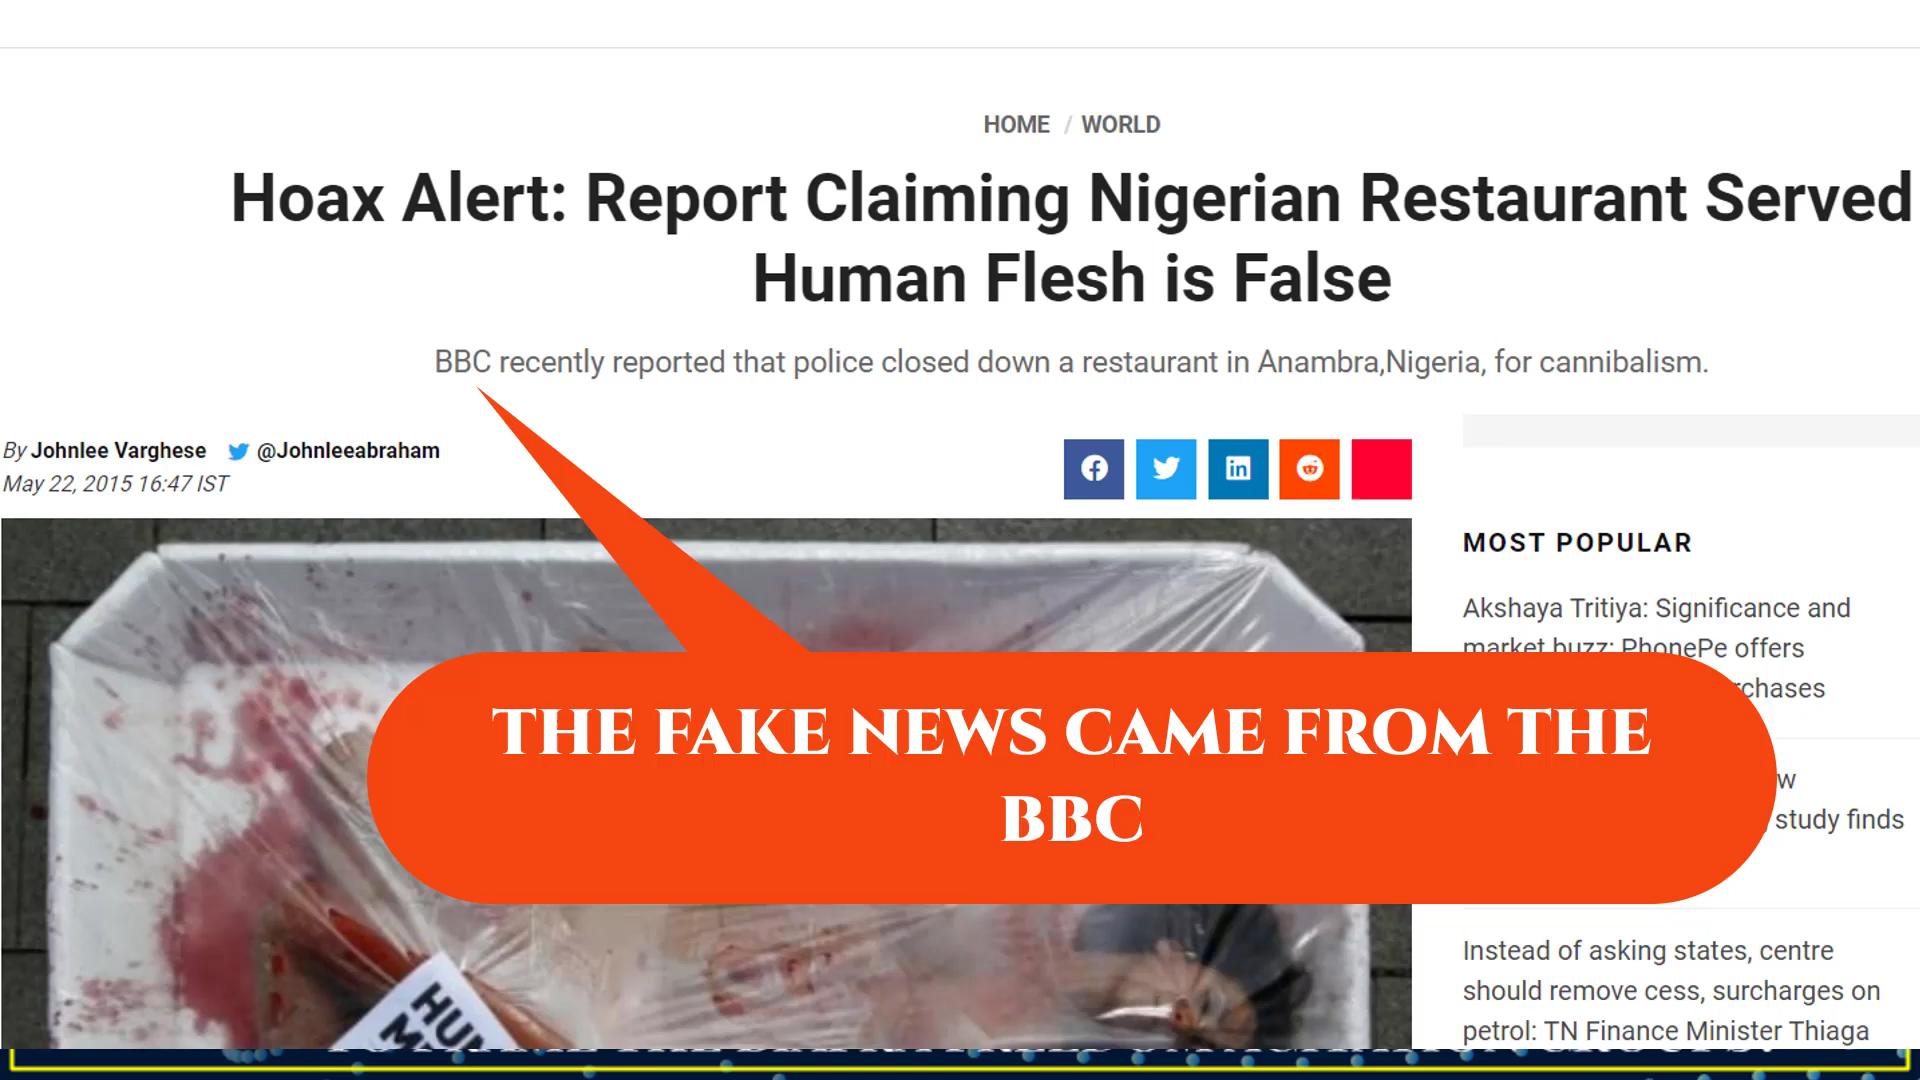 HOME / WORLD
Hoax Alert: Report Claiming Nigerian Restaurant Served
Human Flesh is False
BBC recently reported that police closed down a restaurant in Anambra,Nigeria, for cannibalism.
By Johnlee Varghese @Johnleeabraham
May 22, 2015 16:47 IST
THE FAKE NEWS CAME FROM THE
BBC
MOST POPULAR
Akshaya Tritiya: Significance and
market buzz: PhonePe offers
study finds
Instead of asking states, centre
should remove cess, surcharges on
petrol: TN Finance Minister Thiaga